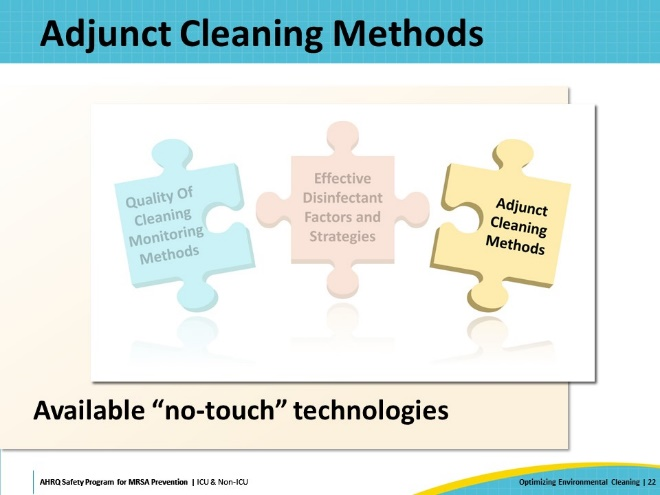 Adjunct Cleaning Methods
Quality Of
Cleaning
Monitoring
Methods
Effective
Disinfectant
Factors and
Strategies
Adjunct
Cleaning
Methods
Available “no-touch” technologies
AHRQ Safety Program for MRSA Prevention | ICU & Non-ICU
Optimizing Environmental Cleaning | 22